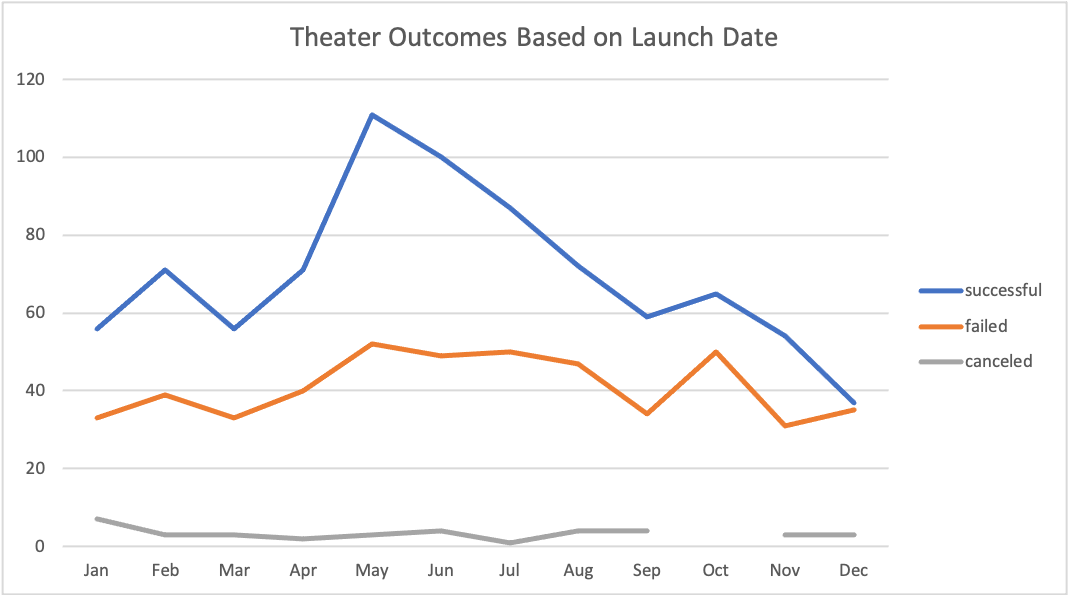 Theater Outcomes Based on Launch Date
120
100
80
60
40
20
0
Jan Feb Mar Apr May Jun Jul Aug Sep Oct Nov Dec
successful
failed
canceled